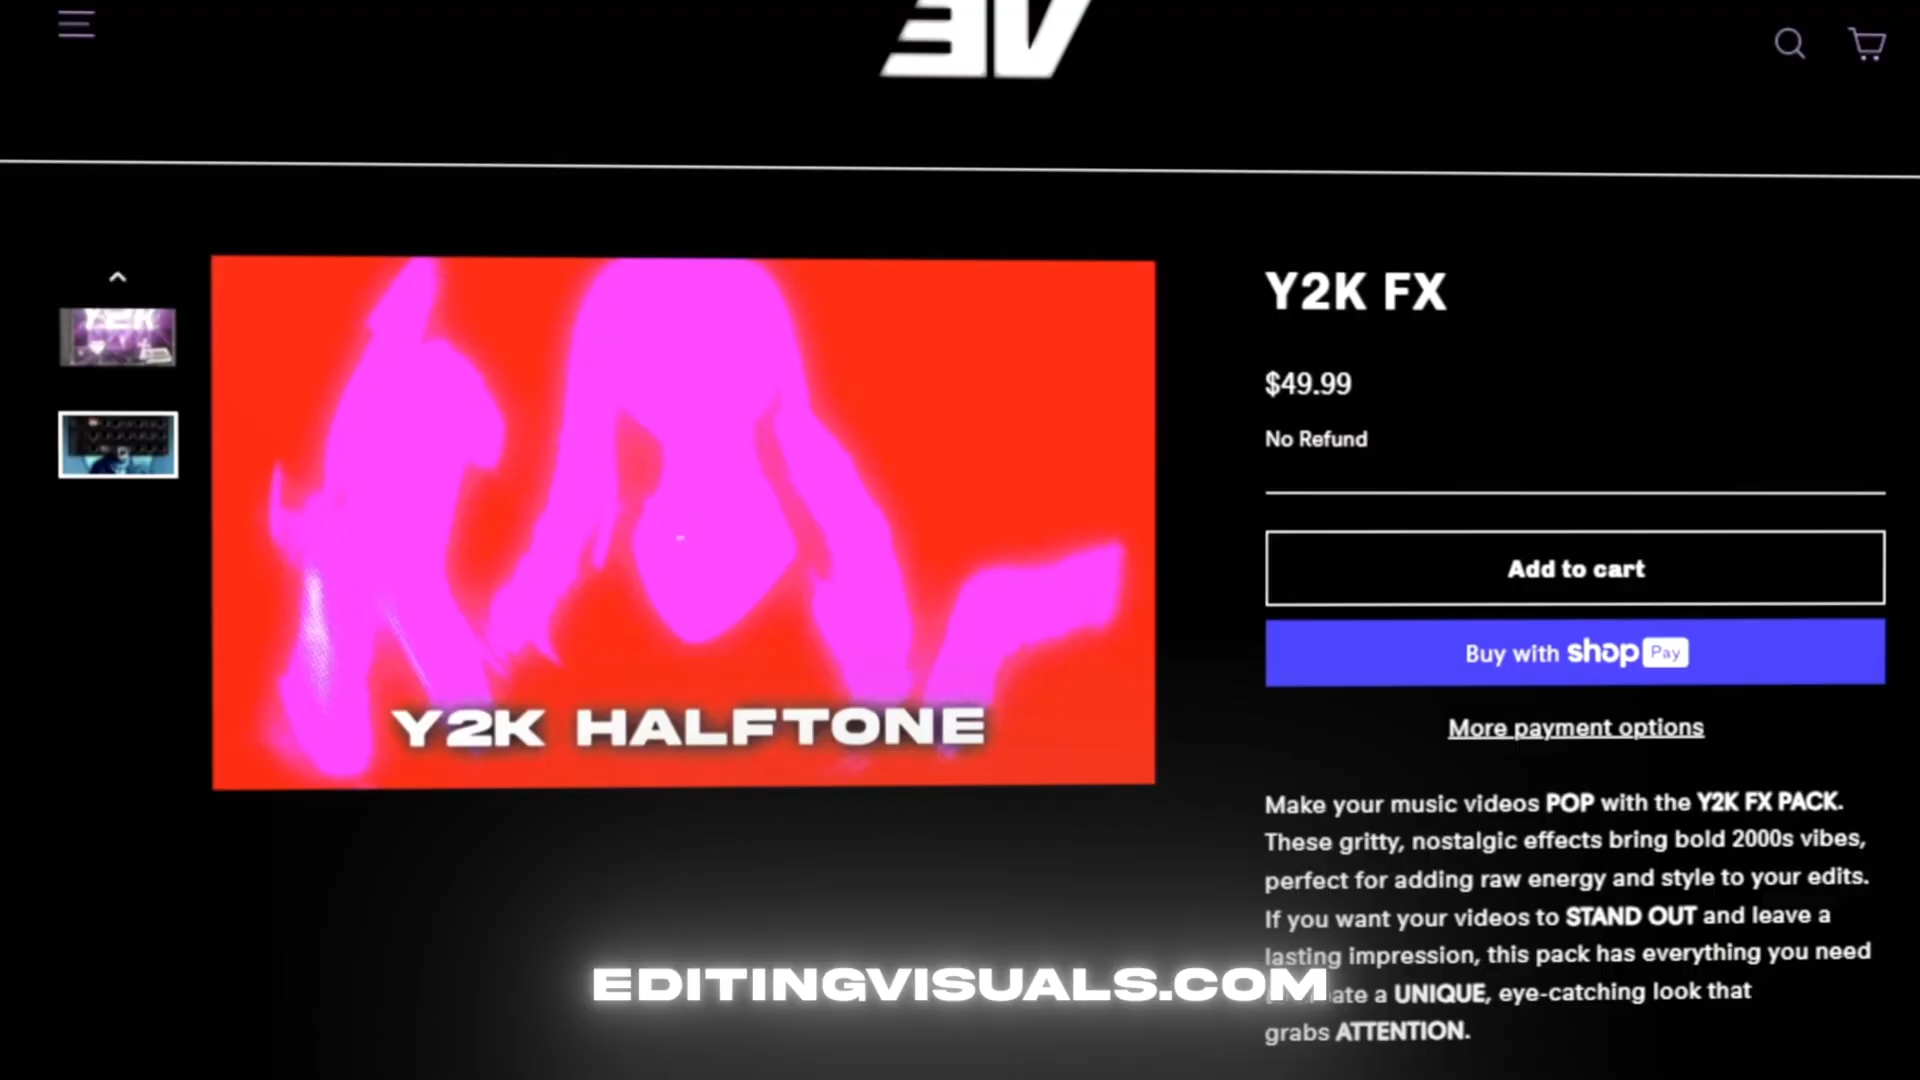 EV
Y2K
Y2K HALFTONE
Y2K FX
$49.99
No Refund
Add to cart
Buy with shop Pay
More payment options
Make your music videos POP with the Y2K FX PACK.
These gritty, nostalgic effects bring bold 2000s vibes,
perfect for adding raw energy and style to your edits.
If you want your videos to STAND OUT and leave a
lasting impression, this pack has everything you need
a UNIQUE, eye-catching look that
grabs ATTENTION.
EDITINGVISUALS.COM